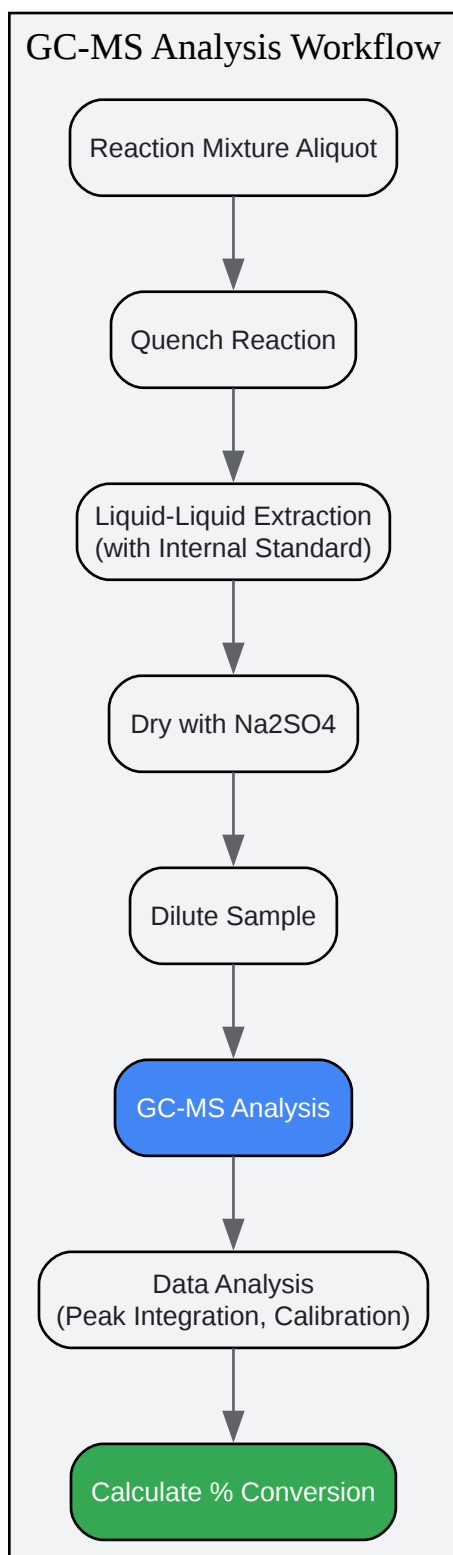 GC-MS Analysis Workflow
Reaction Mixture Aliquot
Quench Reaction
Liquid-Liquid Extraction
(with Internal Standard)
Dry with Na2SO4
Dilute Sample
GC-MS Analysis
Data Analysis
(Peak Integration, Calibration)
Calculate % Conversion